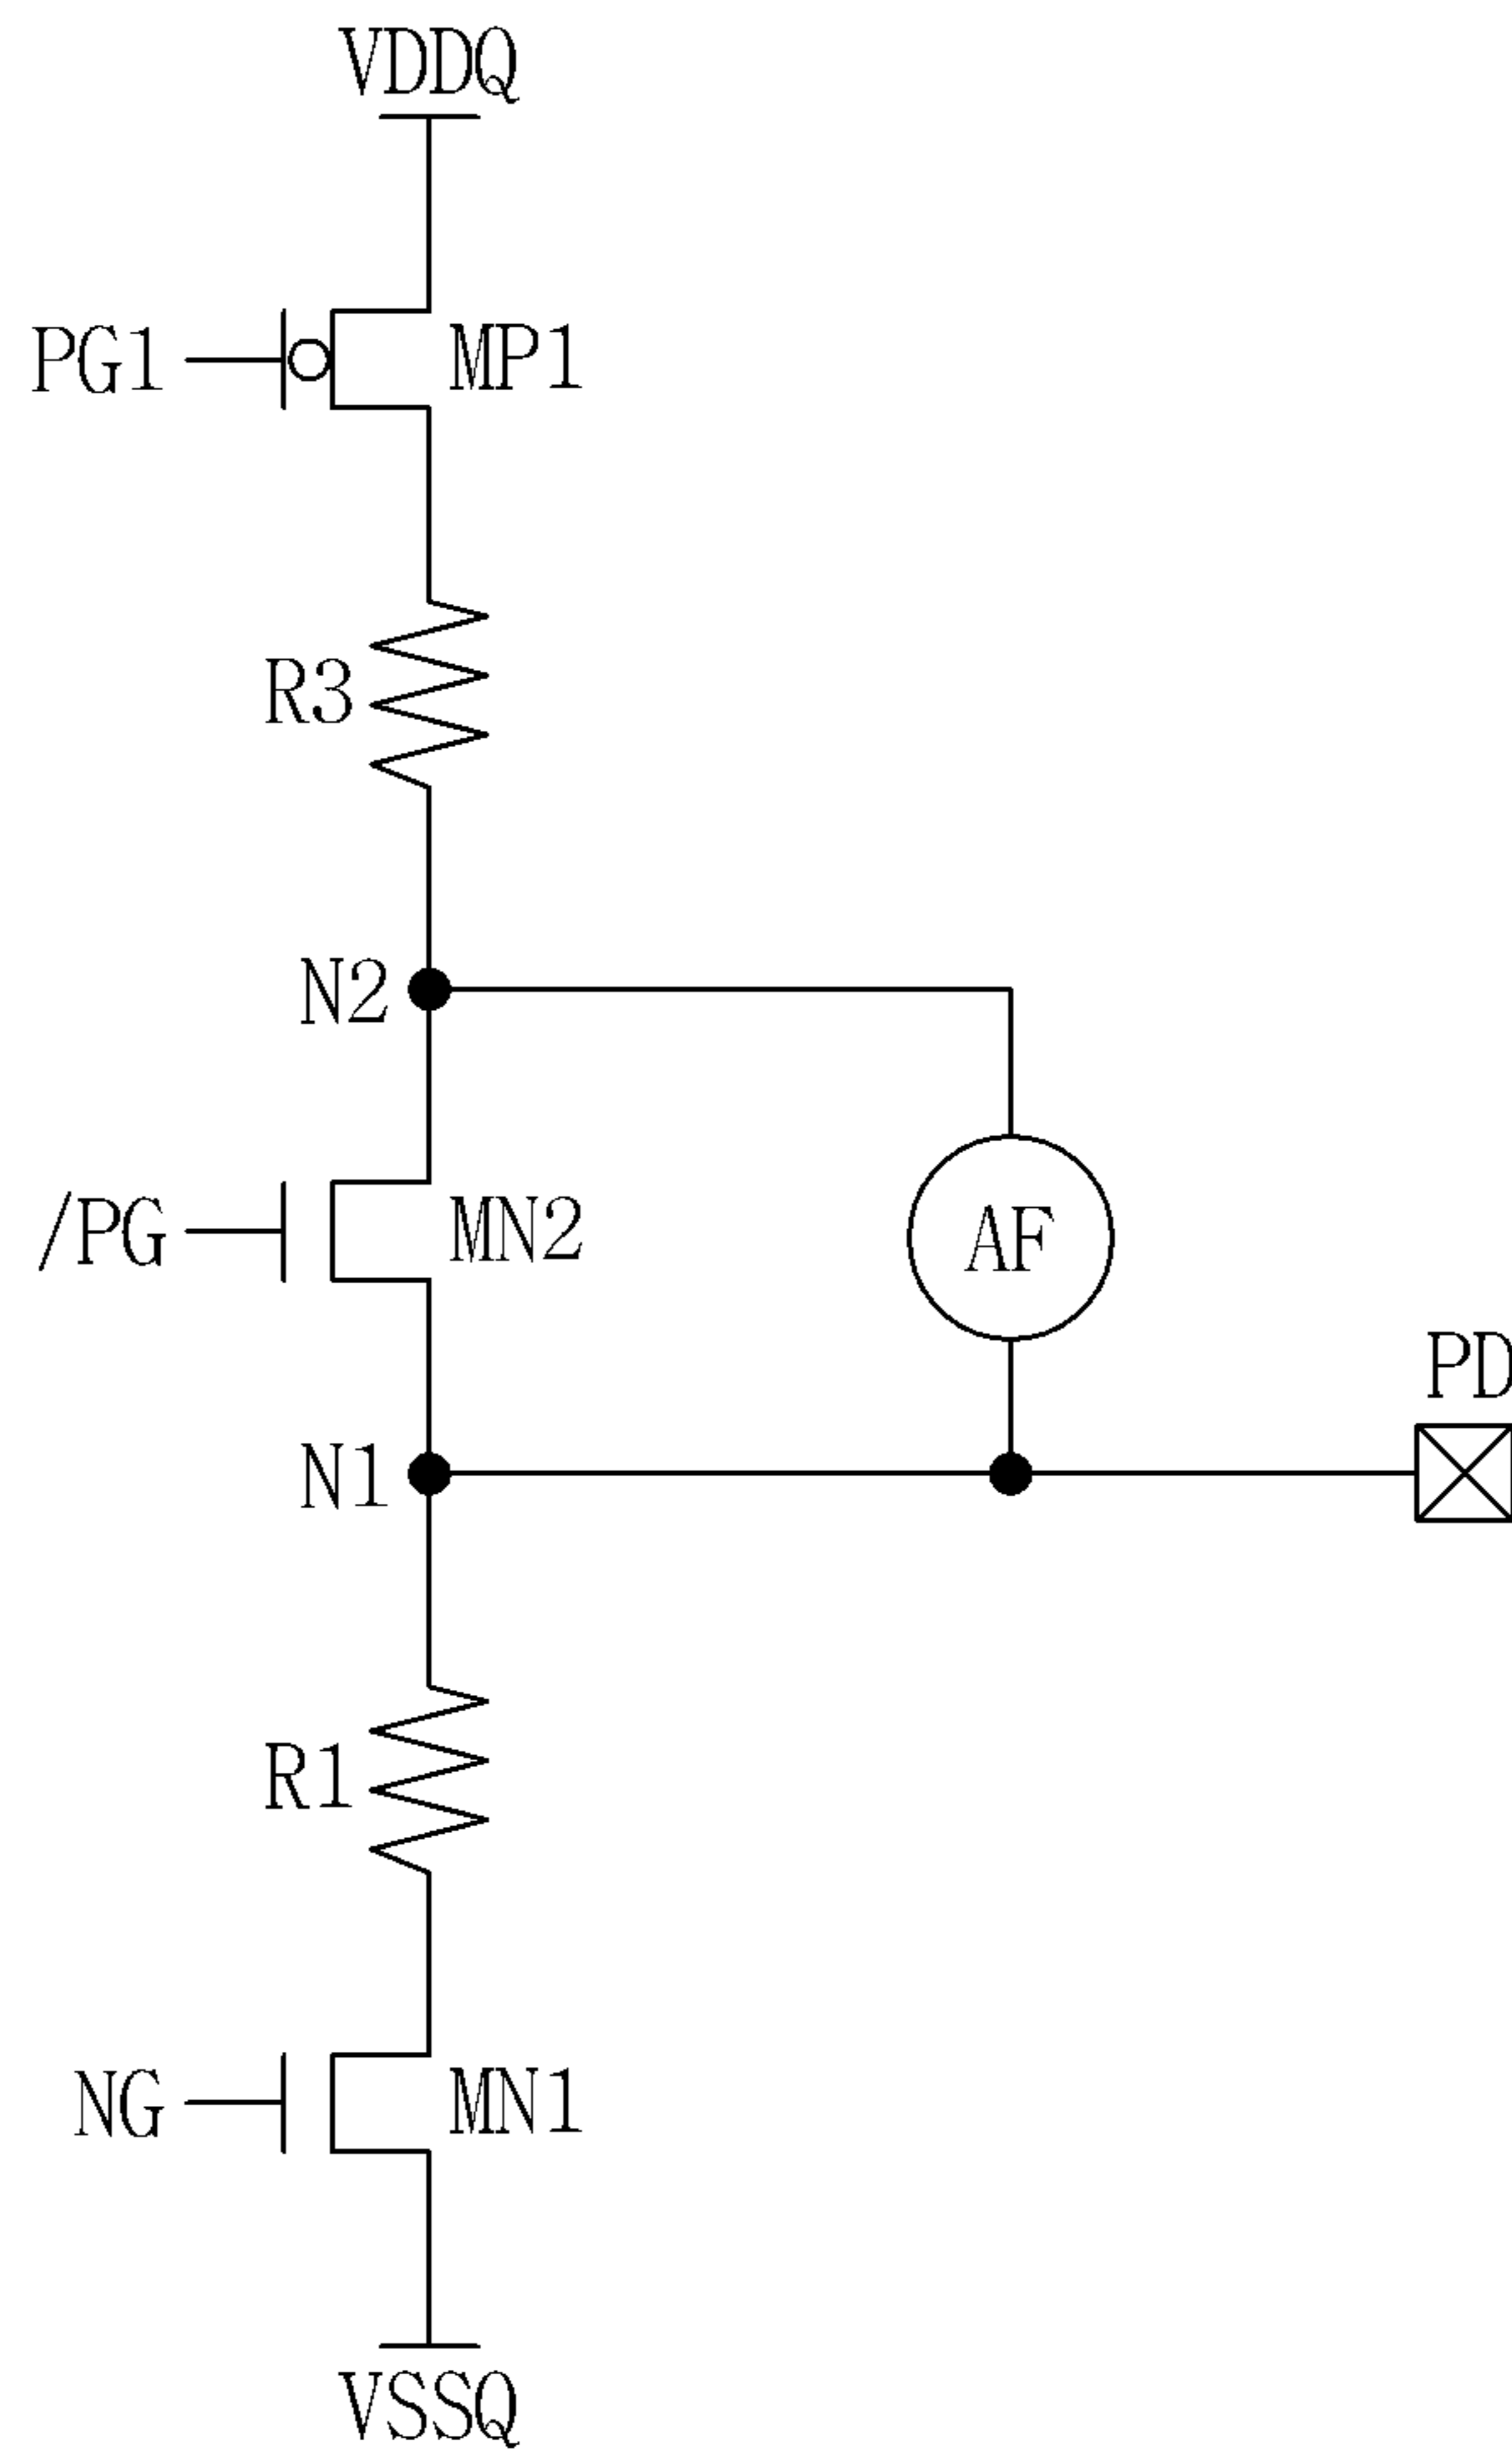 VDDQ
PG1
MP1
R3
N2
/PG
MN2
AF
PD
N1
R1
NG
MN1
VSSQ